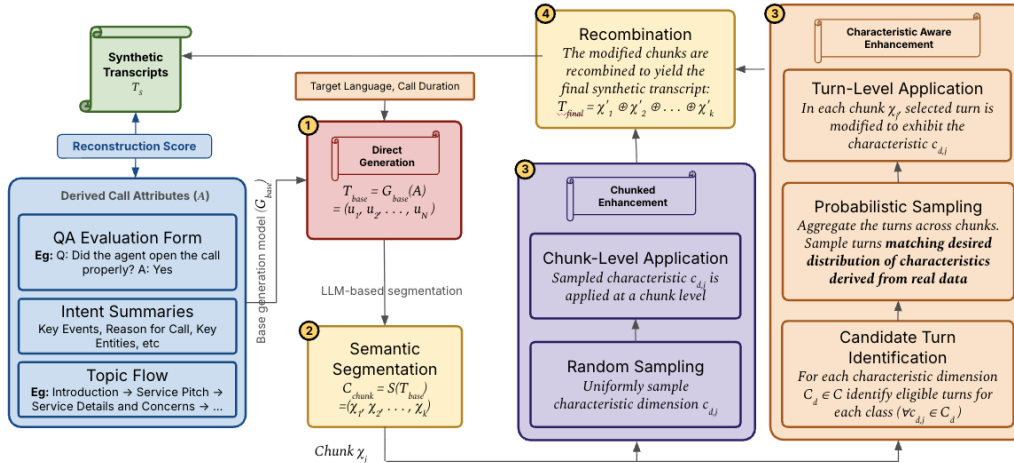 Synthetic
Transcripts
T_s
Reconstruction Score
Derived Call Attributes (A)
QA Evaluation Form
Eg: Q: Did the agent open the call
properly? A: Yes
Intent Summaries
Key Events, Reason for Call, Key
Entities, etc
Topic Flow
Eg: Introduction → Service Pitch →
Service Details and Concerns → ...
Base generation model (G_base)
Target Language, Call Duration
1
Direct
Generation
T_base = G_base(A)
= (u_1, u_2, . . . , u_N)
LLM-based segmentation
2
Semantic
Segmentation
C_chunk = S(T_base)
=(χ_1, χ_2, . . . , χ_k)
Chunk χ_j
3
Chunked
Enhancement
Chunk-Level Application
Sampled characteristic c_d,i is
applied at a chunk level
Random Sampling
Uniformly sample
characteristic dimension c_d,i
4
Recombination
The modified chunks are
recombined to yield the
final synthetic transcript:
T_final = χ'_1 ⊕ χ'_2 ⊕ . . . ⊕ χ'_k
3
Characteristic Aware
Enhancement
Turn-Level Application
In each chunk χ_j, selected turn is
modified to exhibit the
characteristic c_d,i
Probabilistic Sampling
Aggregate the turns across chunks.
Sample turns matching desired
distribution of characteristics
derived from real data
Candidate Turn
Identification
For each characteristic dimension
C_d ∈ C identify eligible turns for
each class (∀c_d,i ∈ C_d)